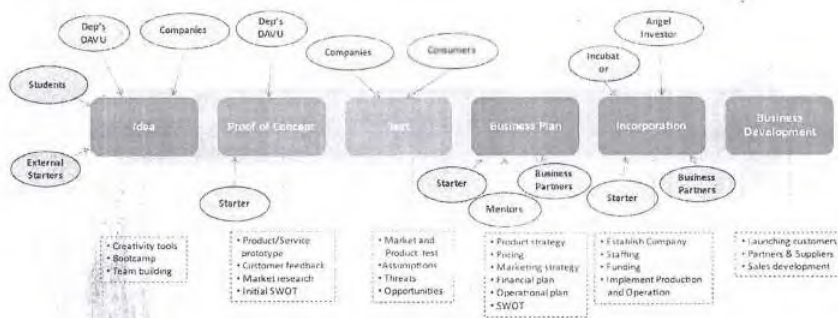 Dep's
DAVU
Companies
Dep's
DAVU
Companies
Consumers
Incubat
or
Angel
Investor
Students
External
Starters
Idea
Proof of Concept
Test
Business Plan
Incorporation
Business
Development
Starter
Starter
Mentors
Business
Partners
Starter
Business
Partners
• Creativity tools
• Bootcamp
• Team building
• Product/Service
prototype
• Customer feedback
• Market research
• Initial SWOT
• Market and
Product test
• Assumptions
• Threats
• Opportunities
• Product strategy
• Pricing
• Marketing strategy
• Financial plan
• Operational plan
• SWOT
• Establish Company
• Staffing
• Funding
• Implement Production
and Operation
• Launching customers
• Partners & Suppliers
• Sales development